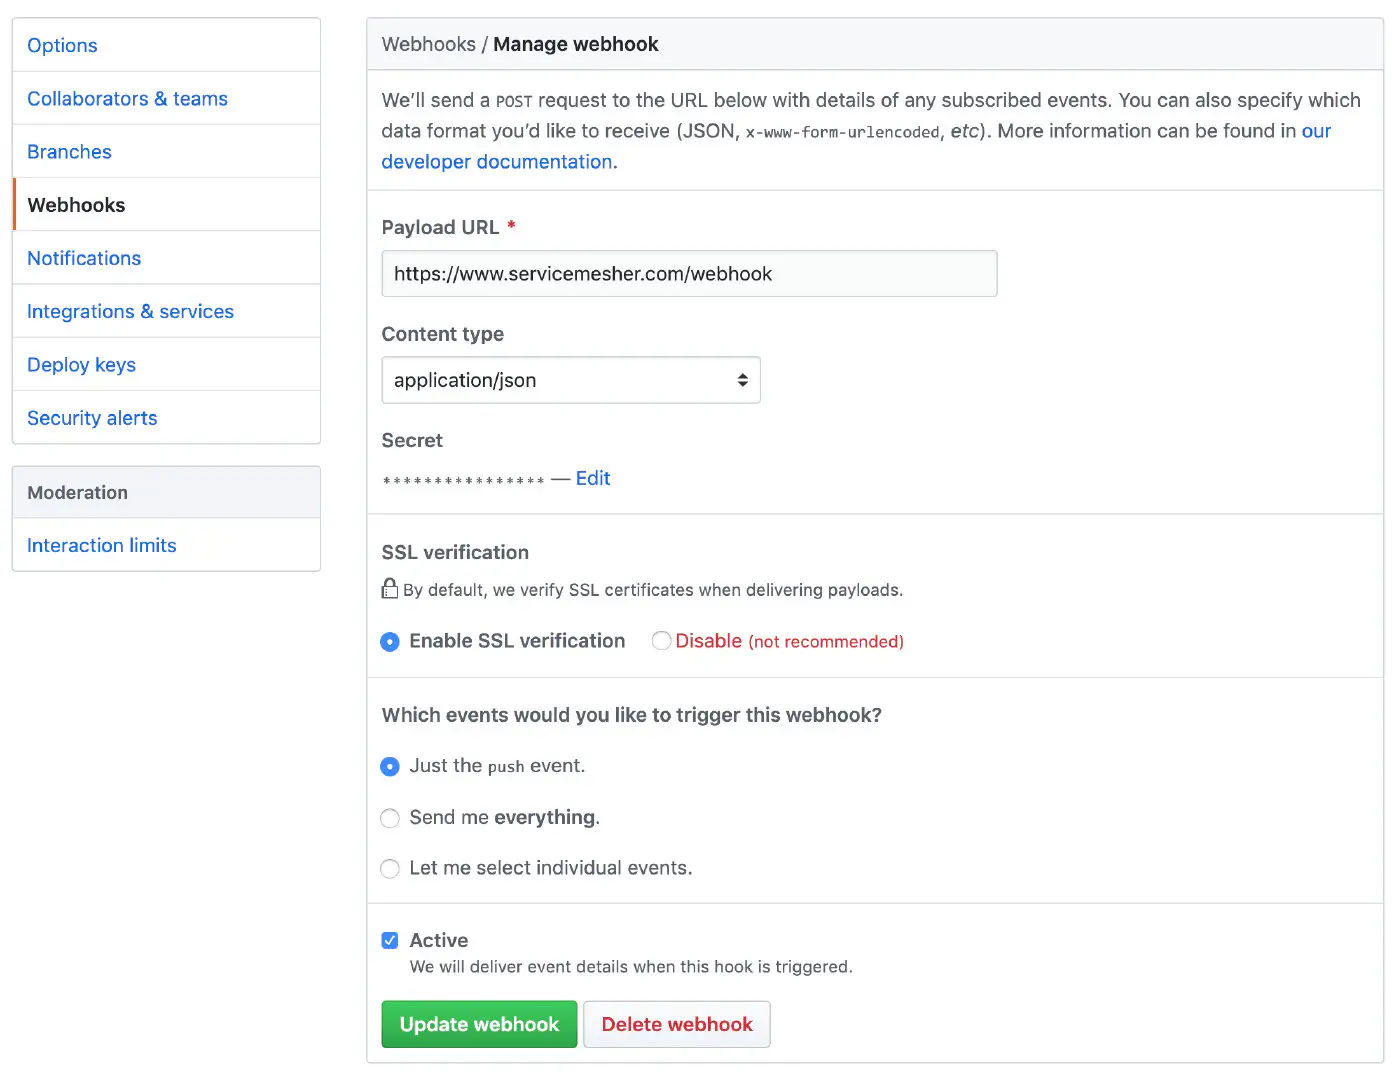 Options
Collaborators & teams
Branches
Webhooks
Notifications
Integrations & services
Deploy keys
Security alerts
Moderation
Interaction limits
Webhooks / Manage webhook
We’ll send a POST request to the URL below with details of any subscribed events. You can also specify which
data format you’d like to receive (JSON, x-www-form-urlencoded, etc). More information can be found in our
developer documentation.
Payload URL *
https://www.servicemesher.com/webhook
Content type
application/json
Secret
**************** — Edit
SSL verification
By default, we verify SSL certificates when delivering payloads.
Enable SSL verification Disable (not recommended)
Which events would you like to trigger this webhook?
Just the push event.
Send me everything.
Let me select individual events.
Active
We will deliver event details when this hook is triggered.
Update webhook Delete webhook